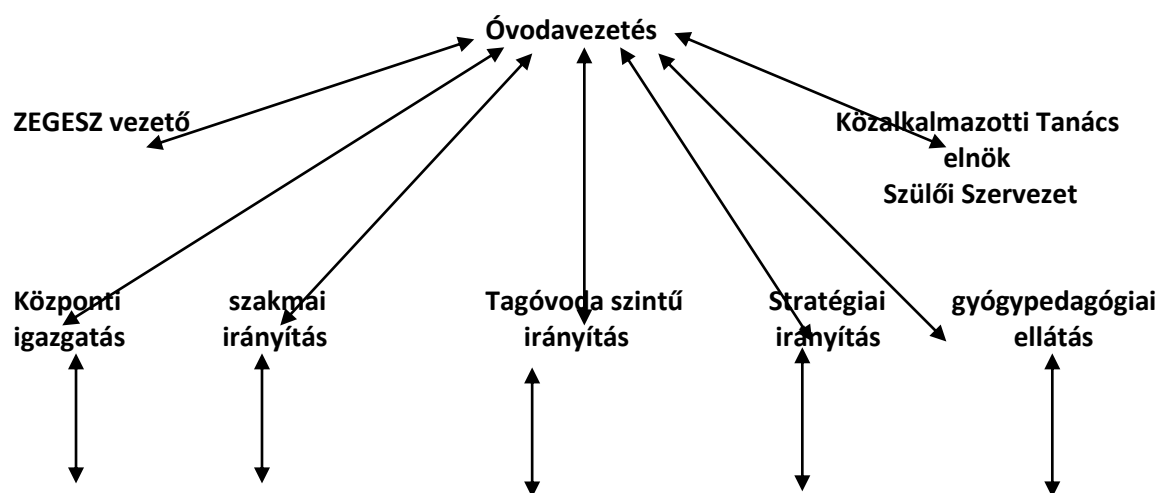 Óvodavezetés
ZEGESZ vezető
Közalkalmazotti Tanács
elnök
Szülői Szervezet
Központi
igazgatás
szakmai
irányítás
Tagóvoda szintű
irányítás
Stratégiai
irányítás
gyógypedagógiai
ellátás